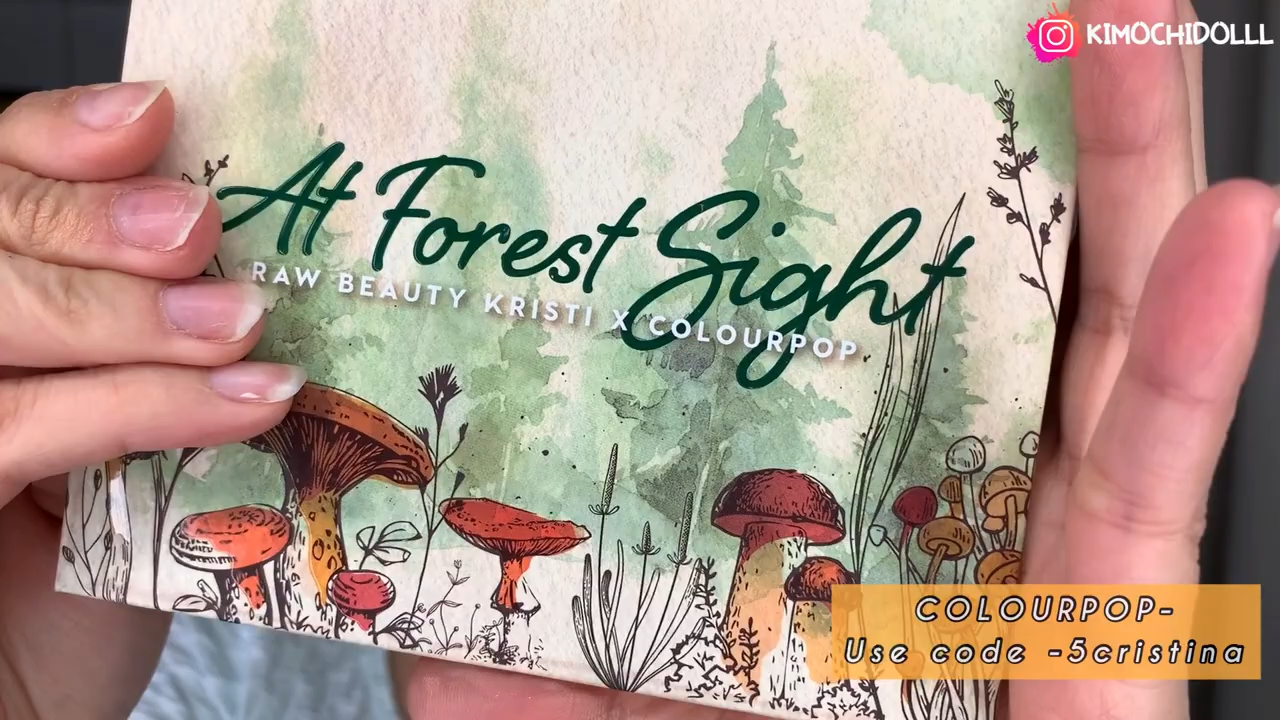 KIMOCHIDOLLL
At Forest Sight
RAW BEAUTY KRISTI X COLOURPOP
COLOURPOP-
Use code -5cristina